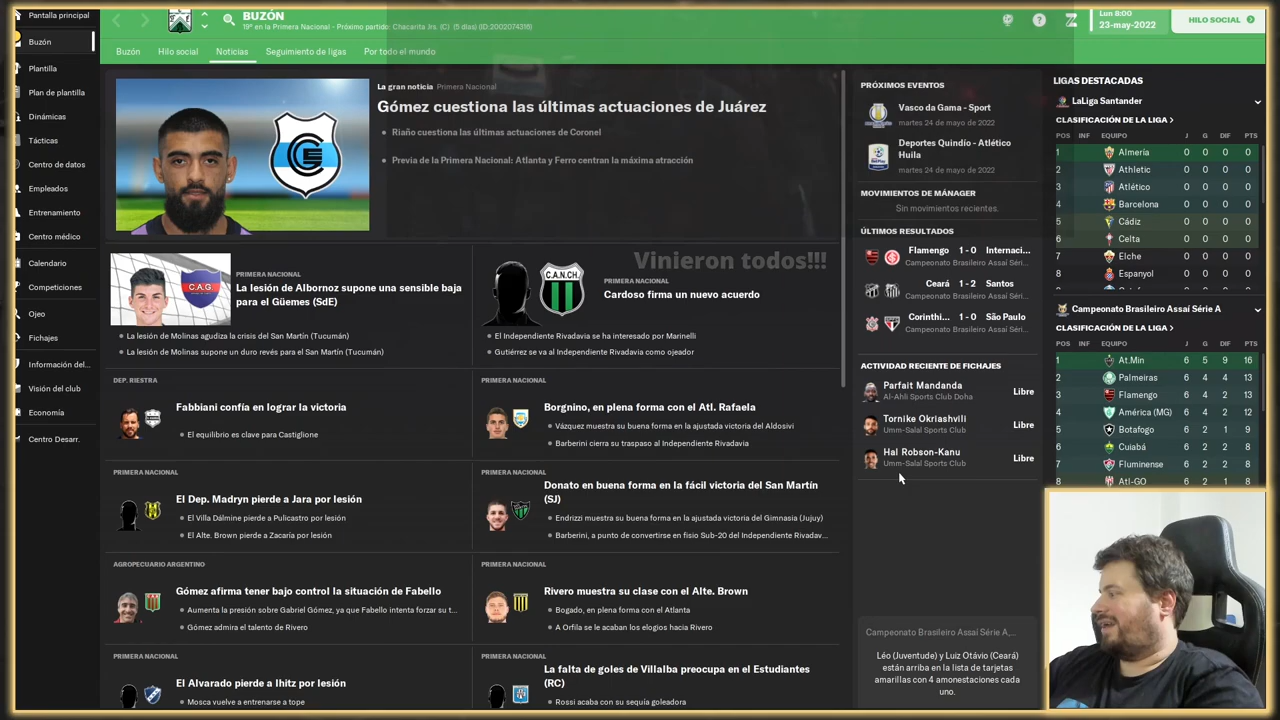 Pantalla principal
Buzón
Plantilla
Plan de plantilla
Dinámicas
Tácticas
Centro de datos
Empleados
Entrenamiento
Centro médico
Calendario
Competiciones
Ojeo
Fichajes
Información del...
Visión del club
Economía
Centro Desarr.
BUZÓN
19º en la Primera Nacional - Próximo partido: Chacarita Jrs. (C) (5 días) (ID:2002074316)
Lun 8:00
23-may-2022
HILO SOCIAL
Buzón
Hilo social
Noticias
Seguimiento de ligas
Por todo el mundo
La gran noticia Primera Nacional
Gómez cuestiona las últimas actuaciones de Juárez
Riaño cuestiona las últimas actuaciones de Coronel
Previa de la Primera Nacional: Atlanta y Ferro centran la máxima atracción
Vinieron todos!!!
C.A.G.
PRIMERA NACIONAL
La lesión de Albornoz supone una sensible baja
para el Güemes (SdE)
La lesión de Molinas agudiza la crisis del San Martín (Tucumán)
La lesión de Molinas supone un duro revés para el San Martín (Tucumán)
C.A.N.CH.
PRIMERA NACIONAL
Cardoso firma un nuevo acuerdo
El Independiente Rivadavia se ha interesado por Marinelli
Gutiérrez se va al Independiente Rivadavia como ojeador
DEP. RIESTRA
Fabbiani confía en lograr la victoria
El equilibrio es clave para Castiglione
PRIMERA NACIONAL
Borgnino, en plena forma con el Atl. Rafaela
Vázquez muestra su buena forma en la ajustada victoria del Aldosivi
Barberini cierra su traspaso al Independiente Rivadavia
PRIMERA NACIONAL
El Dep. Madryn pierde a Jara por lesión
El Villa Dálmine pierde a Pulicastro por lesión
El Alte. Brown pierde a Zacaría por lesión
PRIMERA NACIONAL
Donato en buena forma en la fácil victoria del San Martín
(SJ)
Endrizzi muestra su buena forma en la ajustada victoria del Gimnasia (Jujuy)
Barberini, a punto de convertirse en fisio Sub-20 del Independiente Rivadav...
AGROPECUARIO ARGENTINO
Gómez afirma tener bajo control la situación de Fabello
Aumenta la presión sobre Gabriel Gómez, ya que Fabello intenta forzar su t...
Gómez admira el talento de Rivero
PRIMERA NACIONAL
Rivero muestra su clase con el Alte. Brown
Bogado, en plena forma con el Atlanta
A Orfila se le acaban los elogios hacia Rivero
PRIMERA NACIONAL
El Alvarado pierde a Ihitz por lesión
Mosca vuelve a entrenarse a tope
PRIMERA NACIONAL
La falta de goles de Villalba preocupa en el Estudiantes
(RC)
Rossi acaba con su sequía goleadora
PRÓXIMOS EVENTOS
Vasco da Gama - Sport
martes 24 de mayo de 2022
Deportes Quindío - Atlético
Huila
martes 24 de mayo de 2022
MOVIMIENTOS DE MÁNAGER
Sin movimientos recientes.
ÚLTIMOS RESULTADOS
Flamengo 1 - 0 Internaci...
Campeonato Brasileiro Assaí Séri...
Ceará 1 - 2 Santos
Campeonato Brasileiro Assaí Séri...
Corinthi... 1 - 0 São Paulo
Campeonato Brasileiro Assaí Séri...
ACTIVIDAD RECIENTE DE FICHAJES
Parfait Mandanda
Al-Ahli Sports Club Doha
Libre
Tornike Okriashvili
Umm-Salal Sports Club
Libre
Hal Robson-Kanu
Umm-Salal Sports Club
Libre
Campeonato Brasileiro Assaí Série A,...
Léo (Juventude) y Luiz Otávio (Ceará)
están arriba en la lista de tarjetas
amarillas con 4 amonestaciones cada
uno.
LIGAS DESTACADAS
LaLiga Santander
CLASIFICACIÓN DE LA LIGA
POS INF EQUIPO J G DIF PTS
1 Almería 0 0 0 0
2 Athletic 0 0 0 0
3 Atlético 0 0 0 0
4 Barcelona 0 0 0 0
5 Cádiz 0 0 0 0
6 Celta 0 0 0 0
7 Elche 0 0 0 0
8 Espanyol 0 0 0 0
Campeonato Brasileiro Assaí Série A
CLASIFICACIÓN DE LA LIGA
POS INF EQUIPO J G DIF PTS
1 At.Min 6 5 9 16
2 Palmeiras 6 4 4 13
3 Flamengo 6 4 4 13
4 América (MG) 6 4 2 12
5 Botafogo 6 2 2 9
6 Cuiabá 6 2 2 8
7 Fluminense 6 2 2 8
8 Atl-GO 6 2 1 8